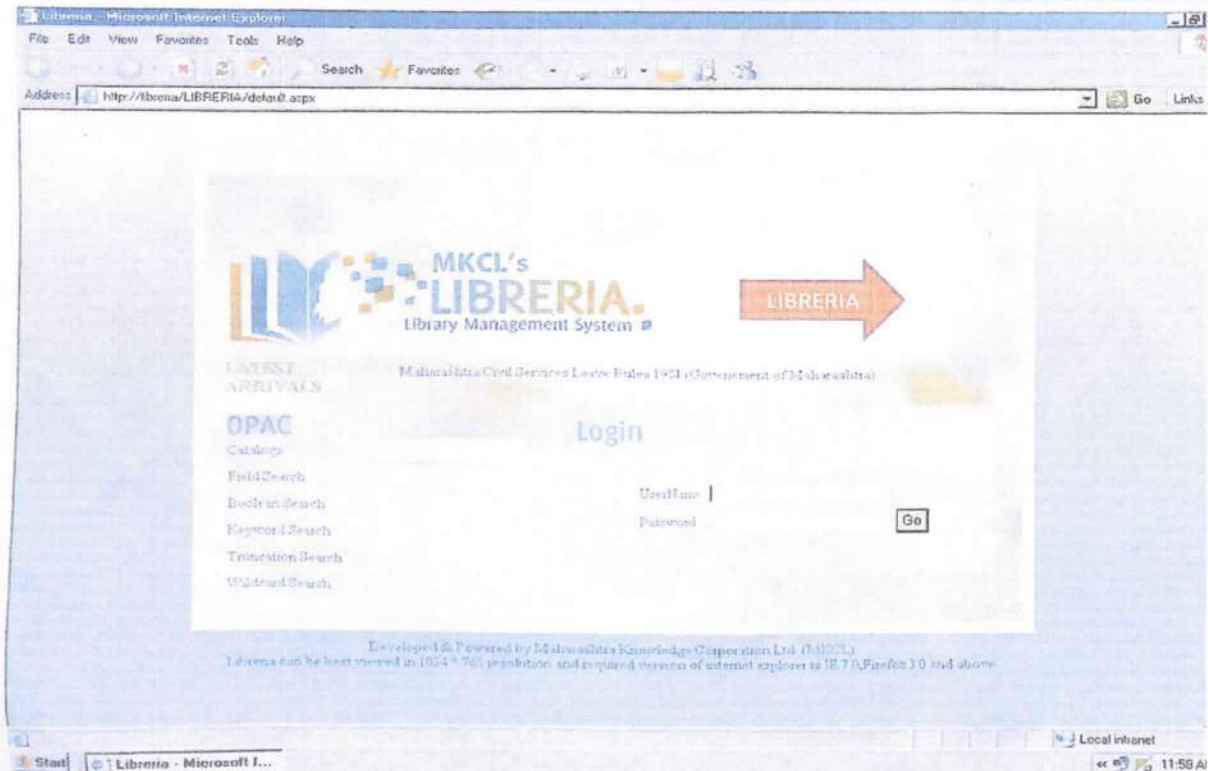 Libreria - Microsoft Internet Explorer
File Edit View Favorites Tools Help
Search Favorites
Address http://libreria/LIBRERIA/default.aspx Go Links
MKCL's
LIBRERIA.
Library Management System
LIBRERIA
LATEST
ARRIVALS
Maharashtra Civil Services Leave Rules 1981 (Government of Maharashtra)
OPAC
Login
Catalogs
Field Search
Boolean Search
Keyword Search
Truncation Search
Wildcard Search
UserName
Password
Go
Developed & Powered by Maharashtra Knowledge Corporation Ltd. (MKCL)
Libreria can be best viewed in 1024 * 768 resolution and required version of internet explorer is IE 7.0,Firefox 3.0 and above
Local intranet
Start Libreria - Microsoft I... 11:58 A